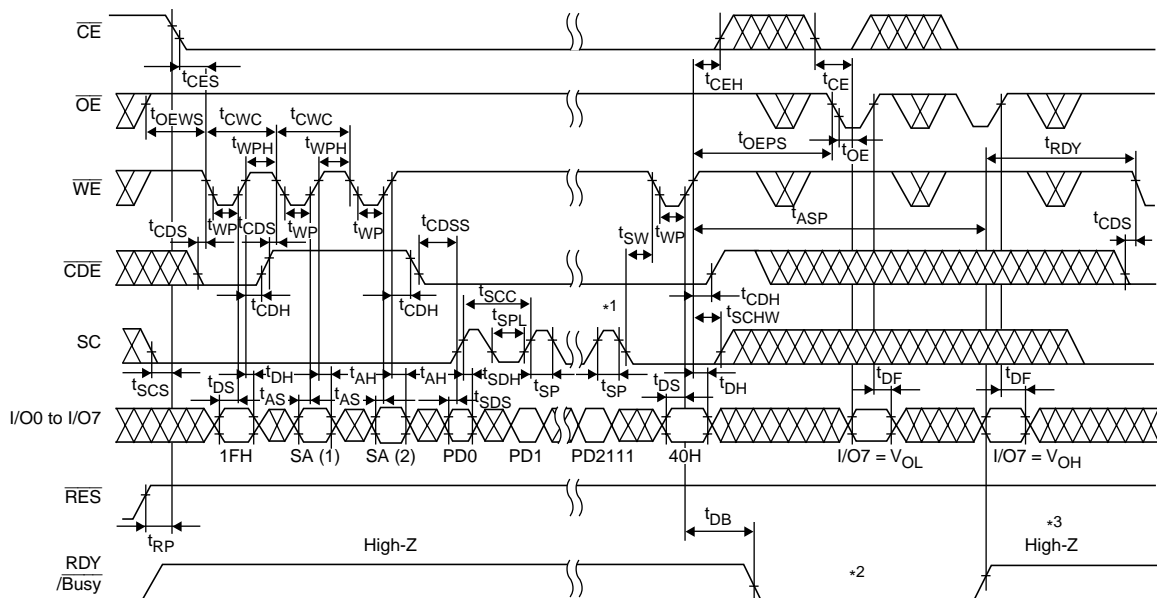 CE
tCES
tCEH
tCE
OE
tOEWS
tCWC
tCWC
tWPH
tWPH
tOEPS
tOE
tRDY
WE
tCDS
tWP
tCDS
tWP
tWP
tCDSS
tSW
tWP
tASP
tCDS
CDE
tCDH
tCDH
tSCC
*1
tCDH
tSPL
tSCHW
SC
tSCS
tDS
tDH
tAS
tAH
tAS
tAH
tSDH
tSDS
tSP
tSP
tDS
tDH
tDF
tDF
I/O0 to I/O7
1FH
SA (1)
SA (2)
PD0
PD1
PD2111
40H
I/O7 = VOL
I/O7 = VOH
RES
tRP
tDB
*3
RDY
/Busy
High-Z
*2
High-Z